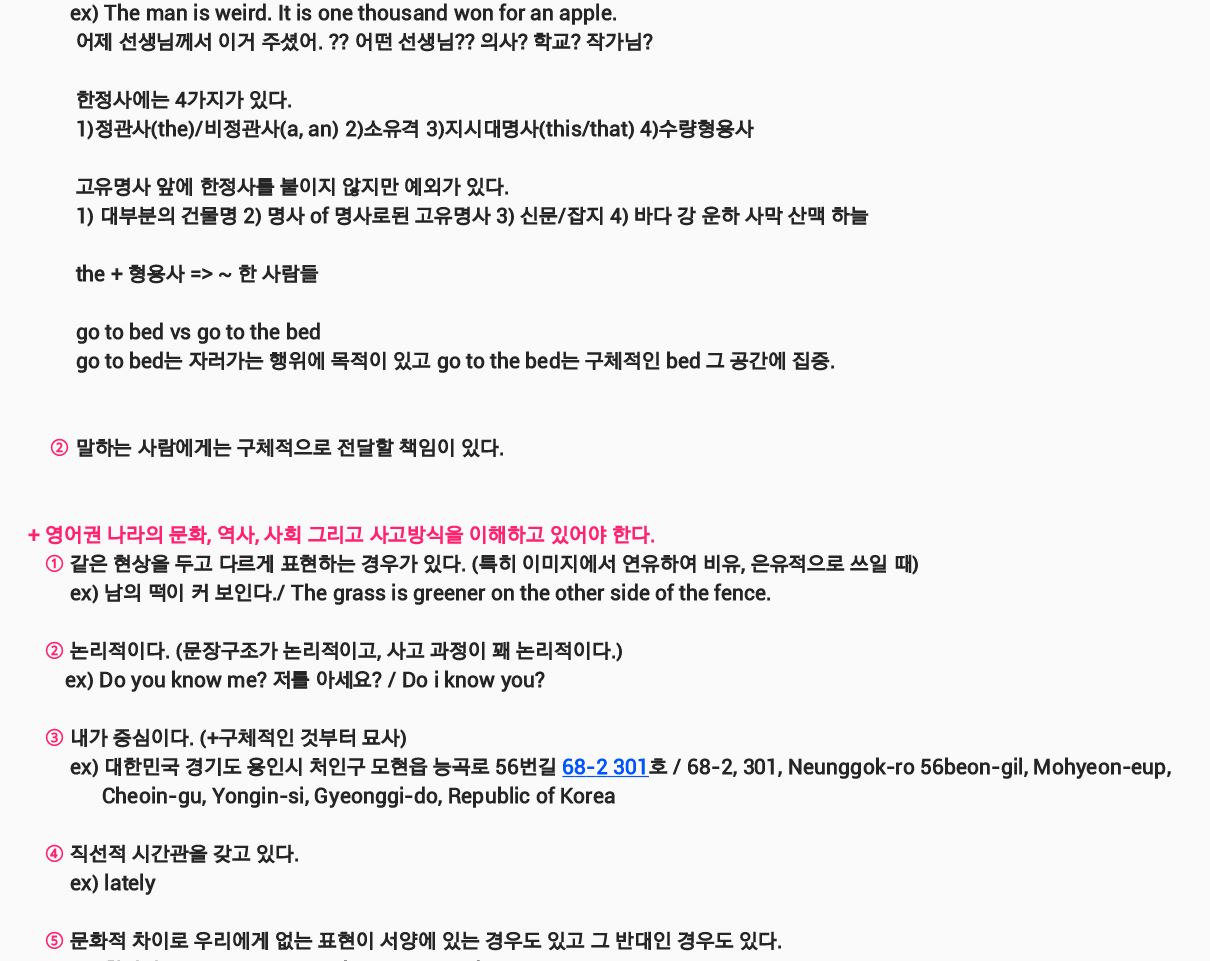 ex) The man is weird. It is one thousand won for an apple.
어제 선생님께서 이거 주셨어. ?? 어떤 선생님?? 의사? 학교? 작가님?
한정사에는 4가지가 있다.
1)정관사(the)/비정관사(a, an) 2)소유격 3)지시대명사(this/that) 4)수량형용사
고유명사 앞에 한정사를 붙이지 않지만 예외가 있다.
1) 대부분의 건물명 2) 명사 of 명사로된 고유명사 3) 신문/잡지 4) 바다 강 운하 사막 산맥 하늘
the + 형용사 => ~ 한 사람들
go to bed vs go to the bed
go to bed는 자러가는 행위에 목적이 있고 go to the bed는 구체적인 bed 그 공간에 집중.
② 말하는 사람에게는 구체적으로 전달할 책임이 있다.
+ 영어권 나라의 문화, 역사, 사회 그리고 사고방식을 이해하고 있어야 한다.
① 같은 현상을 두고 다르게 표현하는 경우가 있다. (특히 이미지에서 연유하여 비유, 은유적으로 쓰일 때)
ex) 남의 떡이 커 보인다./ The grass is greener on the other side of the fence.
② 논리적이다. (문장구조가 논리적이고, 사고 과정이 꽤 논리적이다.)
ex) Do you know me? 저를 아세요? / Do i know you?
③ 내가 중심이다. (+구체적인 것부터 묘사)
ex) 대한민국 경기도 용인시 처인구 모현읍 능곡로 56번길 68-2 301호 / 68-2, 301, Neunggok-ro 56beon-gil, Mohyeon-eup,
Cheoin-gu, Yongin-si, Gyeonggi-do, Republic of Korea
④ 직선적 시간관을 갖고 있다.
ex) lately
⑤ 문화적 차이로 우리에게 없는 표현이 서양에 있는 경우도 있고 그 반대인 경우도 있다.